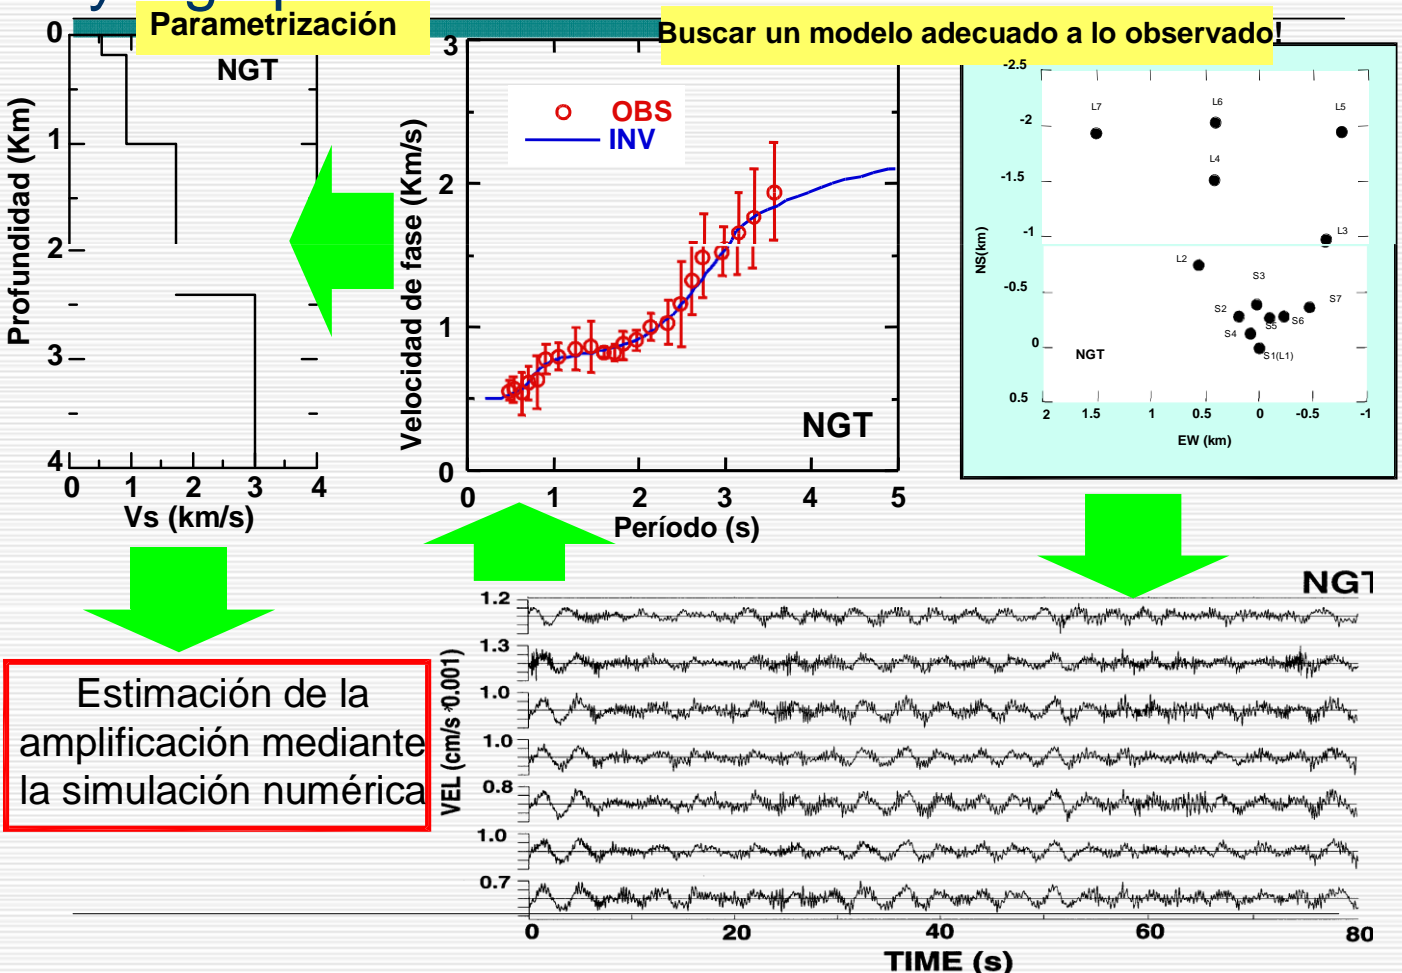 Parametrización
Buscar un modelo adecuado a lo observado!
NGT
Profundidad (Km)
0
1
2
3
4
0 1 2 3 4
Vs (km/s)
Velocidad de fase (Km/s)
3
2
1
0
OBS
INV
NGT
0 1 2 3 4 5
Período (s)
-2.5
-2
-1.5
-1
-0.5
0
0.5
NS(km)
L7
L6
L5
L4
L3
L2
S3
S7
S2
S5
S6
S4
S1(L1)
NGT
2 1.5 1 0.5 0 -0.5 -1
EW (km)
Estimación de la
amplificación mediante
la simulación numérica
NGT
VEL (cm/s *0.001)
1.2
1.3
1.0
1.0
0.8
1.0
0.7
0 20 40 60 80
TIME (s)